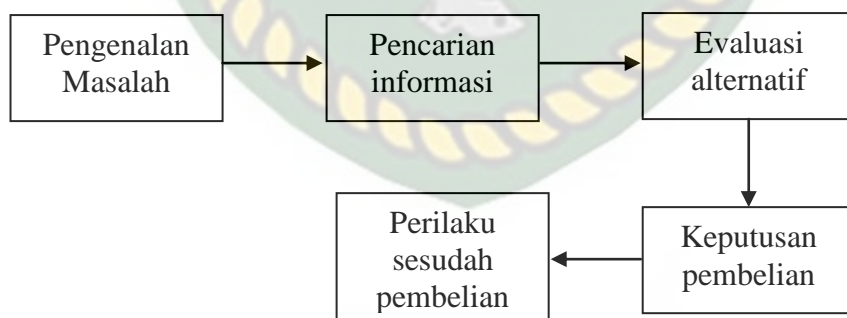 Pengenalan
Masalah
Pencarian
informasi
Evaluasi
alternatif
Keputusan
pembelian
Perilaku
sesudah
pembelian